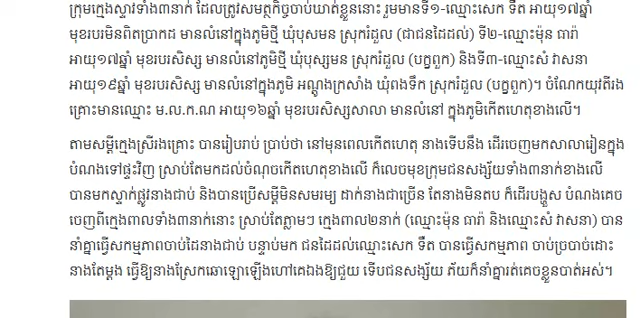 ក្រុមក្មេងស្ទាវទាំង៣នាក់ ដែលត្រូវសមត្ថកិច្ចចាប់ឃាត់ខ្លួននោះ រួមមានទី១-ឈ្មោះសេក ទឹត អាយុ១៧ឆ្នាំ
មុខរបរមិនពិតប្រាកដ មានលំនៅក្នុងភូមិថ្មី ឃុំបុសមន ស្រុករំដួល (ជាជនដៃដល់) ទី២-ឈ្មោះម៉ុន ធារ៉ា
អាយុ១៧ឆ្នាំ មុខរបរសិស្ស មានលំនៅភូមិថ្មី ឃុំបុស្សមន ស្រុករំដួល (បក្ខពួក) និងទី៣-ឈ្មោះសំ វាសនា
អាយុ១៩ឆ្នាំ មុខរបរសិស្ស មានលំនៅក្នុងភូមិ អណ្តូងក្រសាំង ឃុំពងទឹក ស្រុករំដួល (បក្ខពួក)។ ចំណែកយុវតីរង
គ្រោះមានឈ្មោះ ម.ល.ក.ណ អាយុ១៦ឆ្នាំ មុខរបរសិស្សសាលា មានលំនៅ ក្នុងភូមិកើតហេតុខាងលើ។
តាមសម្តីក្មេងស្រីរងគ្រោះ បានរៀបរាប់ ប្រាប់ថា នៅមុនពេលកើតហេតុ នាងទើបនឹង ដើរចេញមកសាលារៀនក្នុង
បំណងទៅផ្ទះវិញ ស្រាប់តែមកដល់ចំណុចកើតហេតុខាងលើ ក៏លេចមុខក្រុមជនសង្ស័យទាំង៣នាក់ខាងលើ
បានមកស្ទាក់ផ្លូវនាងជាប់ និងបានប្រើសម្តីមិនសមរម្យ ដាក់នាងជាច្រើន តែនាងមិនតប ក៏ដើរបង្ហួស បំណងគេច
ចេញពីក្មេងពាលទាំង៣នាក់នោះ ស្រាប់តែភ្លាមៗ ក្មេងពាល២នាក់ (ឈ្មោះម៉ុន ធារ៉ា និងឈ្មោះសំ វាសនា) បាន
នាំគ្នាធ្វើសកម្មភាពចាប់ដៃនាងជាប់ បន្ទាប់មក ជនដៃដល់ឈ្មោះសេក ទឹត បានធ្វើសកម្មភាព ចាប់ច្របាច់ដោះ
នាងតែម្តង ធ្វើឱ្យនាងស្រែកឆោឡោឡើងហៅគេឯងឱ្យជួយ ទើបជនសង្ស័យ ភ័យក៏នាំគ្នារត់គេចខ្លួនបាត់អស់។